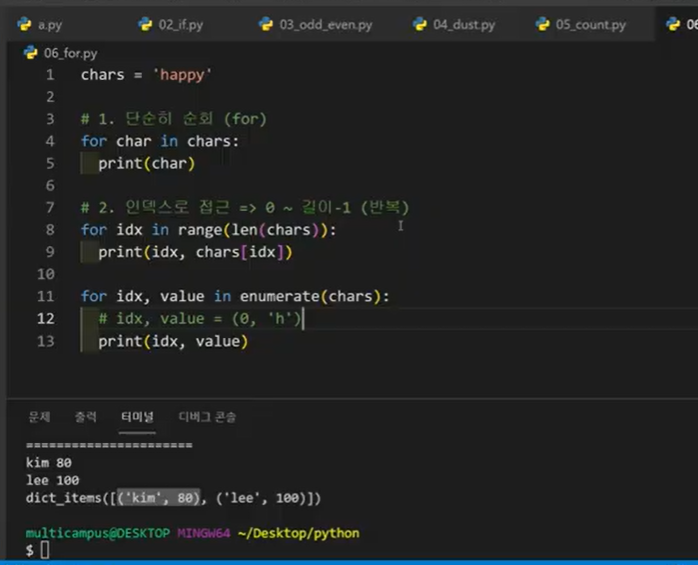 a.py 02_if.py 03_odd_even.py 04_dust.py 05_count.py 06
06_for.py
1 chars = 'happy'
2
3 # 1. 단순히 순회 (for)
4 for char in chars:
5 print(char)
6
7 # 2. 인덱스로 접근 => 0 ~ 길이-1 (반복)
8 for idx in range(len(chars)):
9 print(idx, chars[idx])
10
11 for idx, value in enumerate(chars):
12 # idx, value = (0, 'h')
13 print(idx, value)
문제 출력 터미널 디버그 콘솔
======================
kim 80
lee 100
dict_items([('kim', 80), ('lee', 100)])
multicampus@DESKTOP MINGW64 ~/Desktop/python
$